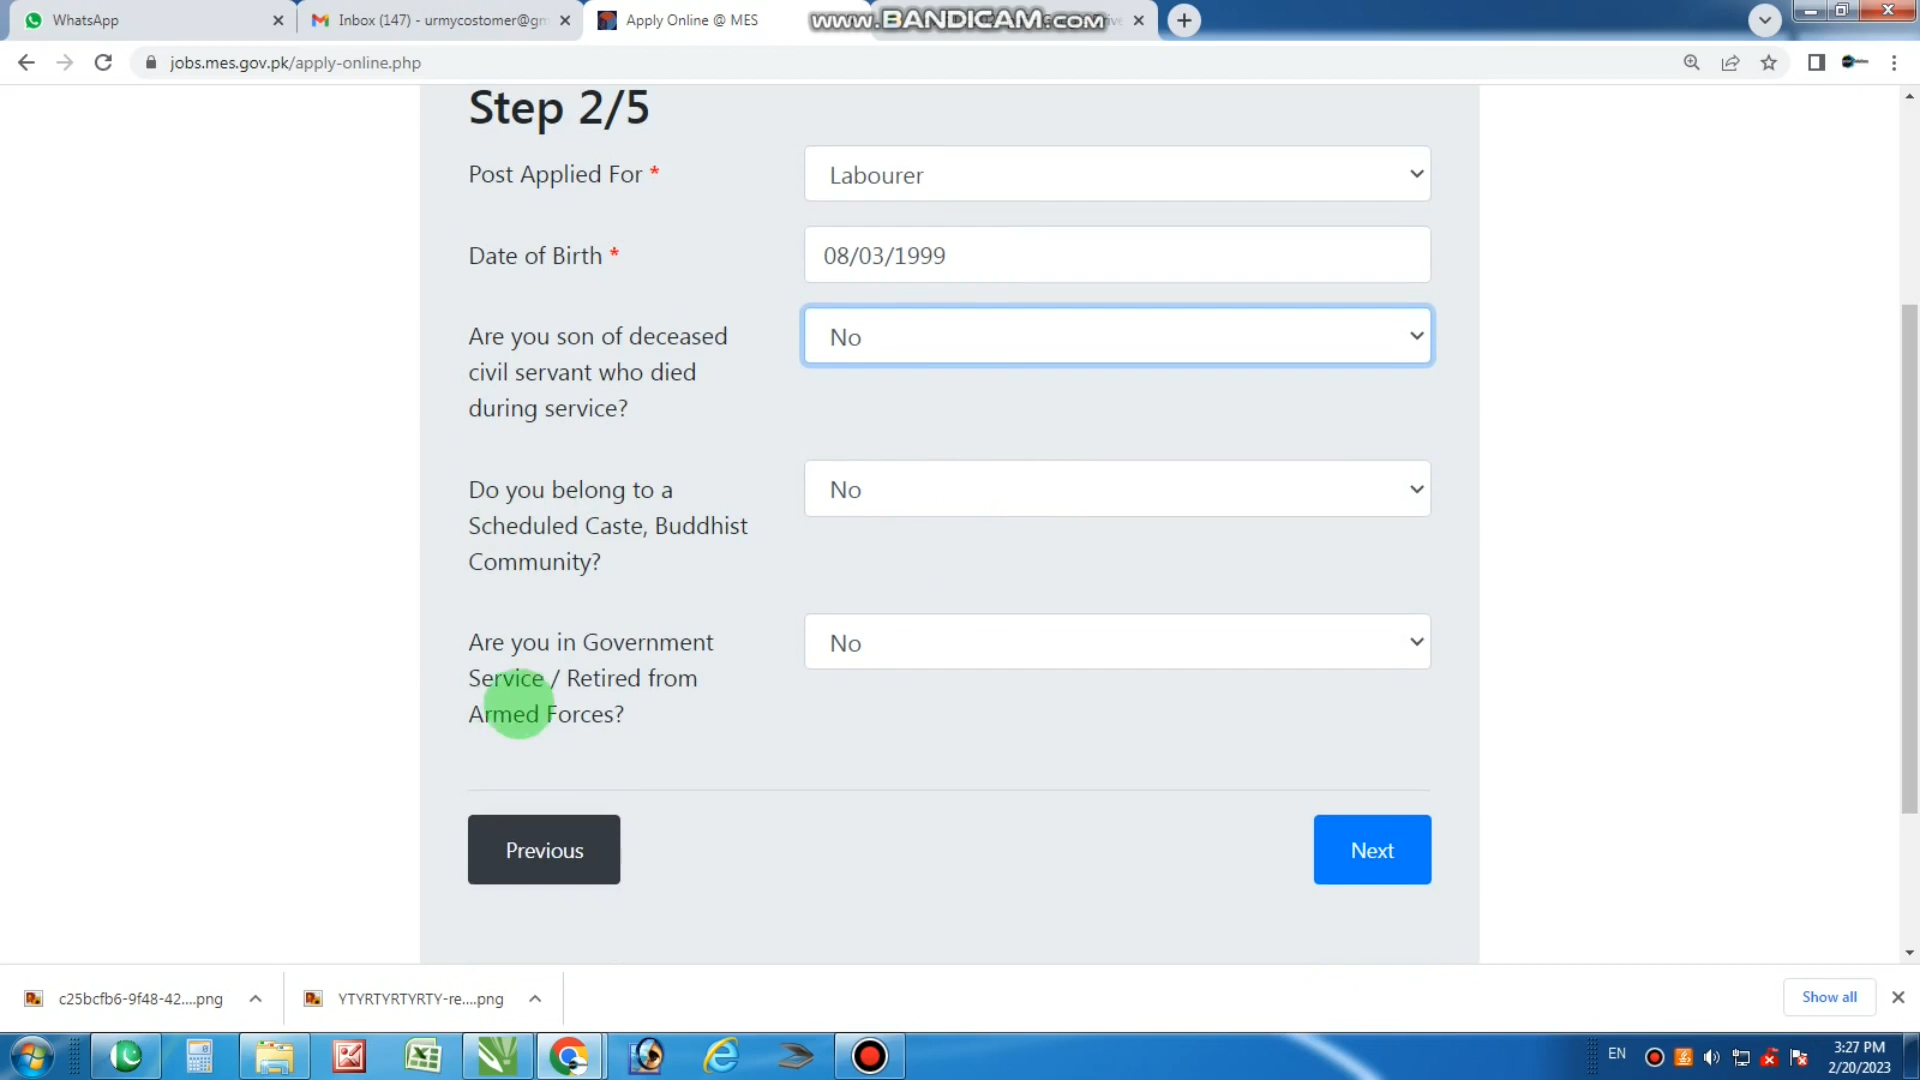 WhatsApp
Inbox (147) - urmycostomer@gm
Apply Online @ MES
www.BANDICAM.com
jobs.mes.gov.pk/apply-online.php
Step 2/5
Post Applied For *
Labourer
Date of Birth *
08/03/1999
Are you son of deceased
civil servant who died
during service?
No
Do you belong to a
Scheduled Caste, Buddhist
Community?
No
Are you in Government
Service / Retired from
Armed Forces?
No
Previous
Next
c25bcfb6-9f48-42....png
YTYRTYRTYRTY-re....png
Show all
EN
3:27 PM
2/20/2023